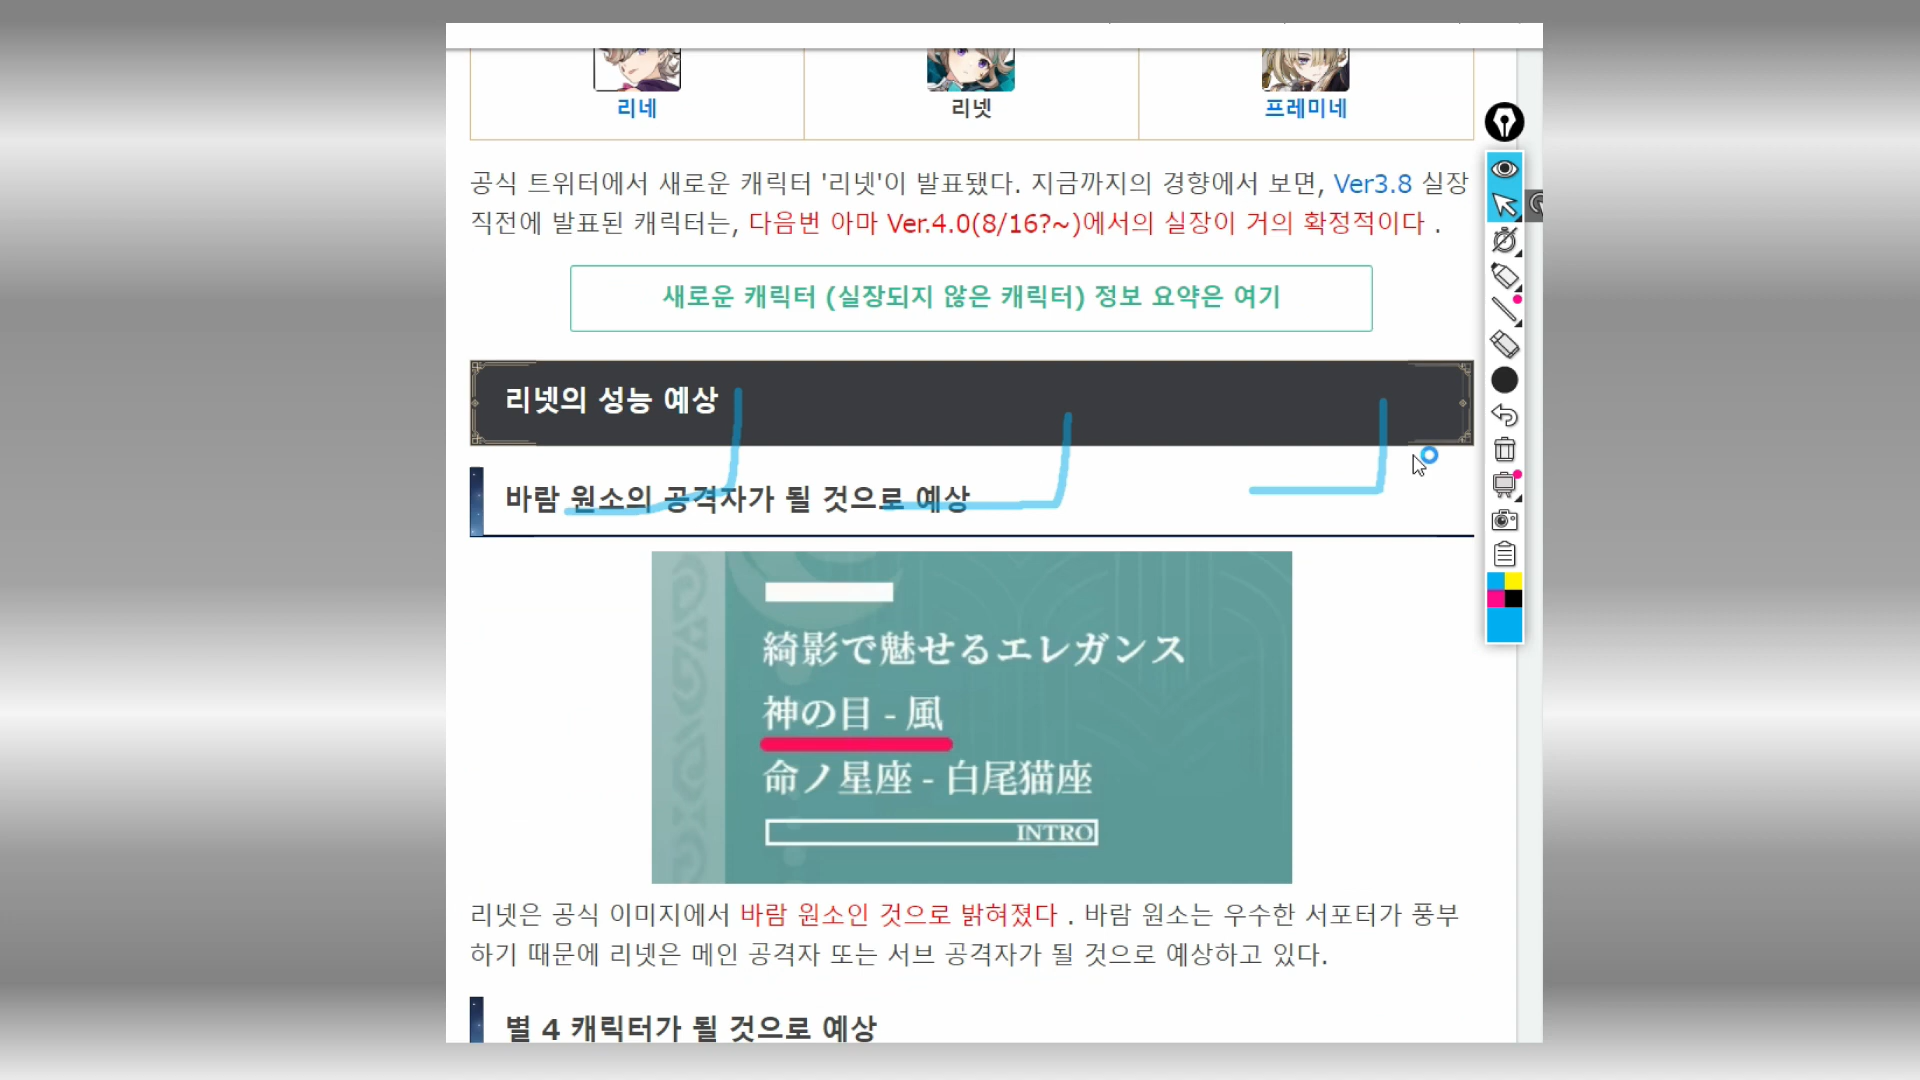 리네
리넷
프레미네
공식 트위터에서 새로운 캐릭터 '리넷'이 발표됐다. 지금까지의 경향에서 보면, Ver3.8 실장
직전에 발표된 캐릭터는, 다음번 아마 Ver.4.0(8/16?~)에서의 실장이 거의 확정적이다 .
새로운 캐릭터 (실장되지 않은 캐릭터) 정보 요약은 여기
리넷의 성능 예상
바람 원소의 공격자가 될 것으로 예상
綺影で魅せるエレガンス
神の目 - 風
命ノ星座 - 白尾猫座
INTRO
리넷은 공식 이미지에서 바람 원소인 것으로 밝혀졌다 . 바람 원소는 우수한 서포터가 풍부
하기 때문에 리넷은 메인 공격자 또는 서브 공격자가 될 것으로 예상하고 있다.
별 4 캐릭터가 될 것으로 예상